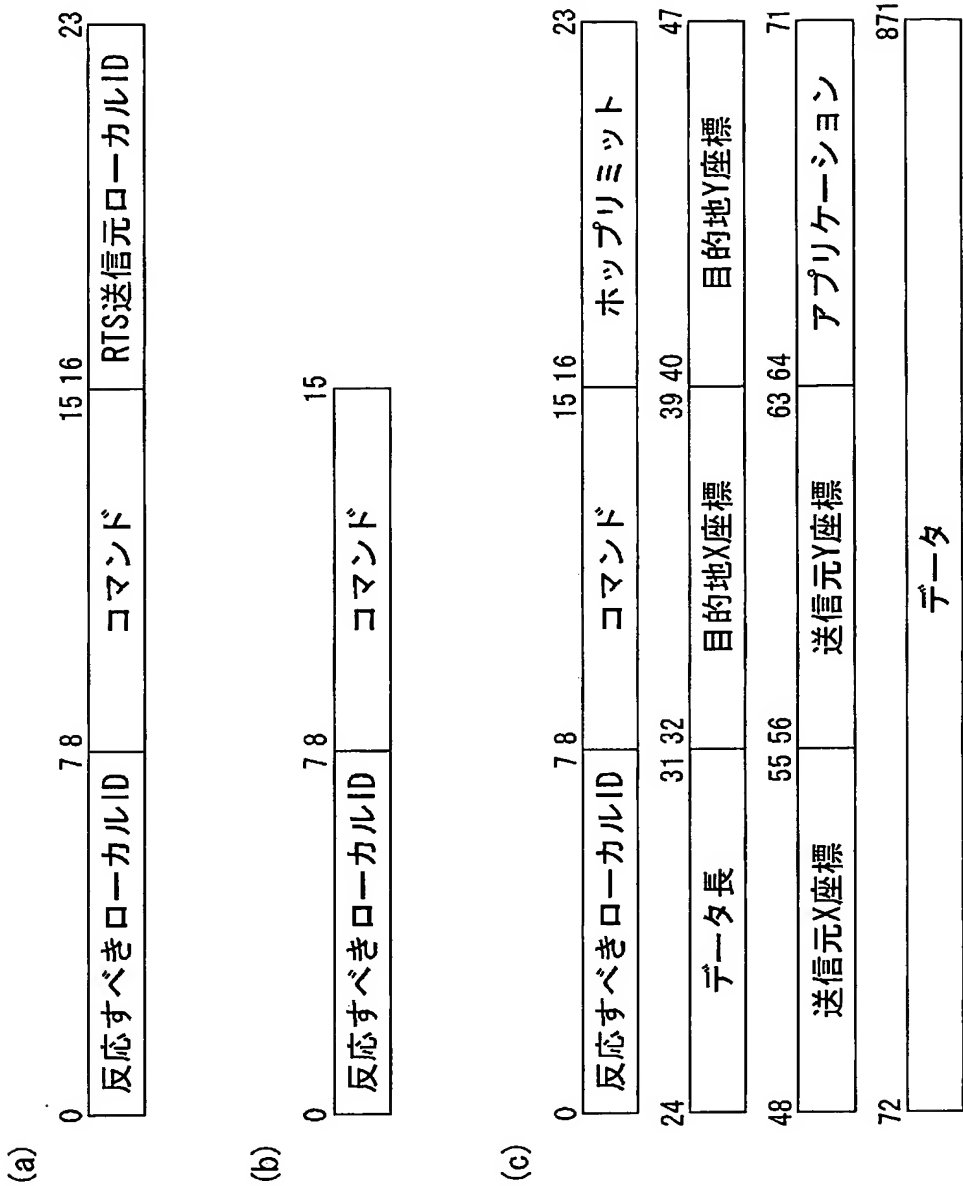 (a)
0 7 8 15 16 23
反応すべきローカルID コマンド RTS送信元ローカルID
(b)
0 7 8 15
反応すべきローカルID コマンド
(c)
0 7 8 15 16 23
反応すべきローカルID コマンド ホップリミット
24 31 32 39 40 47
データ長 目的地X座標 目的地Y座標
48 55 56 63 64 71
送信元X座標 送信元Y座標 アプリケーション
72 871
データ